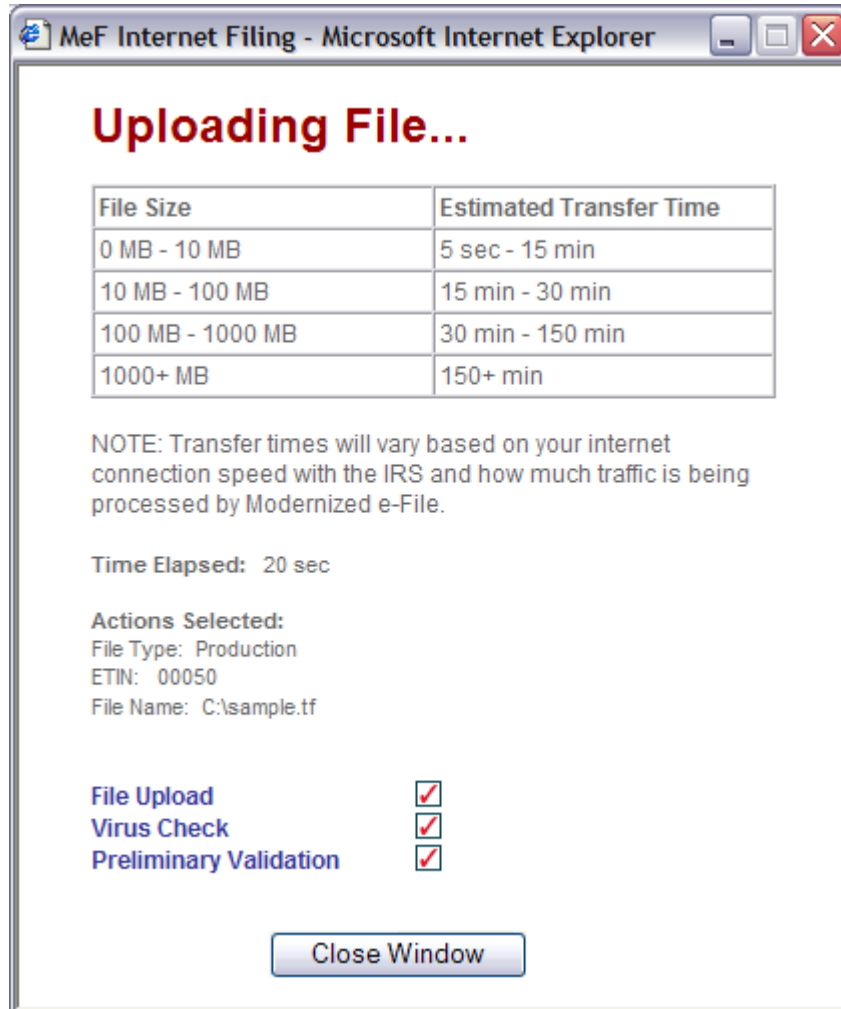 MeF Internet Filing - Microsoft Internet Explorer
Uploading File...
File Size Estimated Transfer Time
0 MB - 10 MB 5 sec - 15 min
10 MB - 100 MB 15 min - 30 min
100 MB - 1000 MB 30 min - 150 min
1000+ MB 150+ min
NOTE: Transfer times will vary based on your internet
connection speed with the IRS and how much traffic is being
processed by Modernized e-File.
Time Elapsed: 20 sec
Actions Selected:
File Type: Production
ETIN: 00050
File Name: C:\sample.tf
File Upload
Virus Check
Preliminary Validation
Close Window